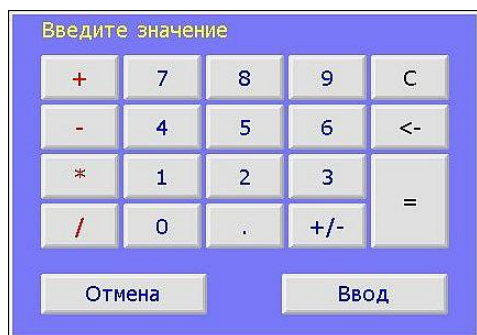 Введите значение
+ 7 8 9 C
- 4 5 6 <-
* 1 2 3
=
/ 0 . +/-
Отмена Ввод